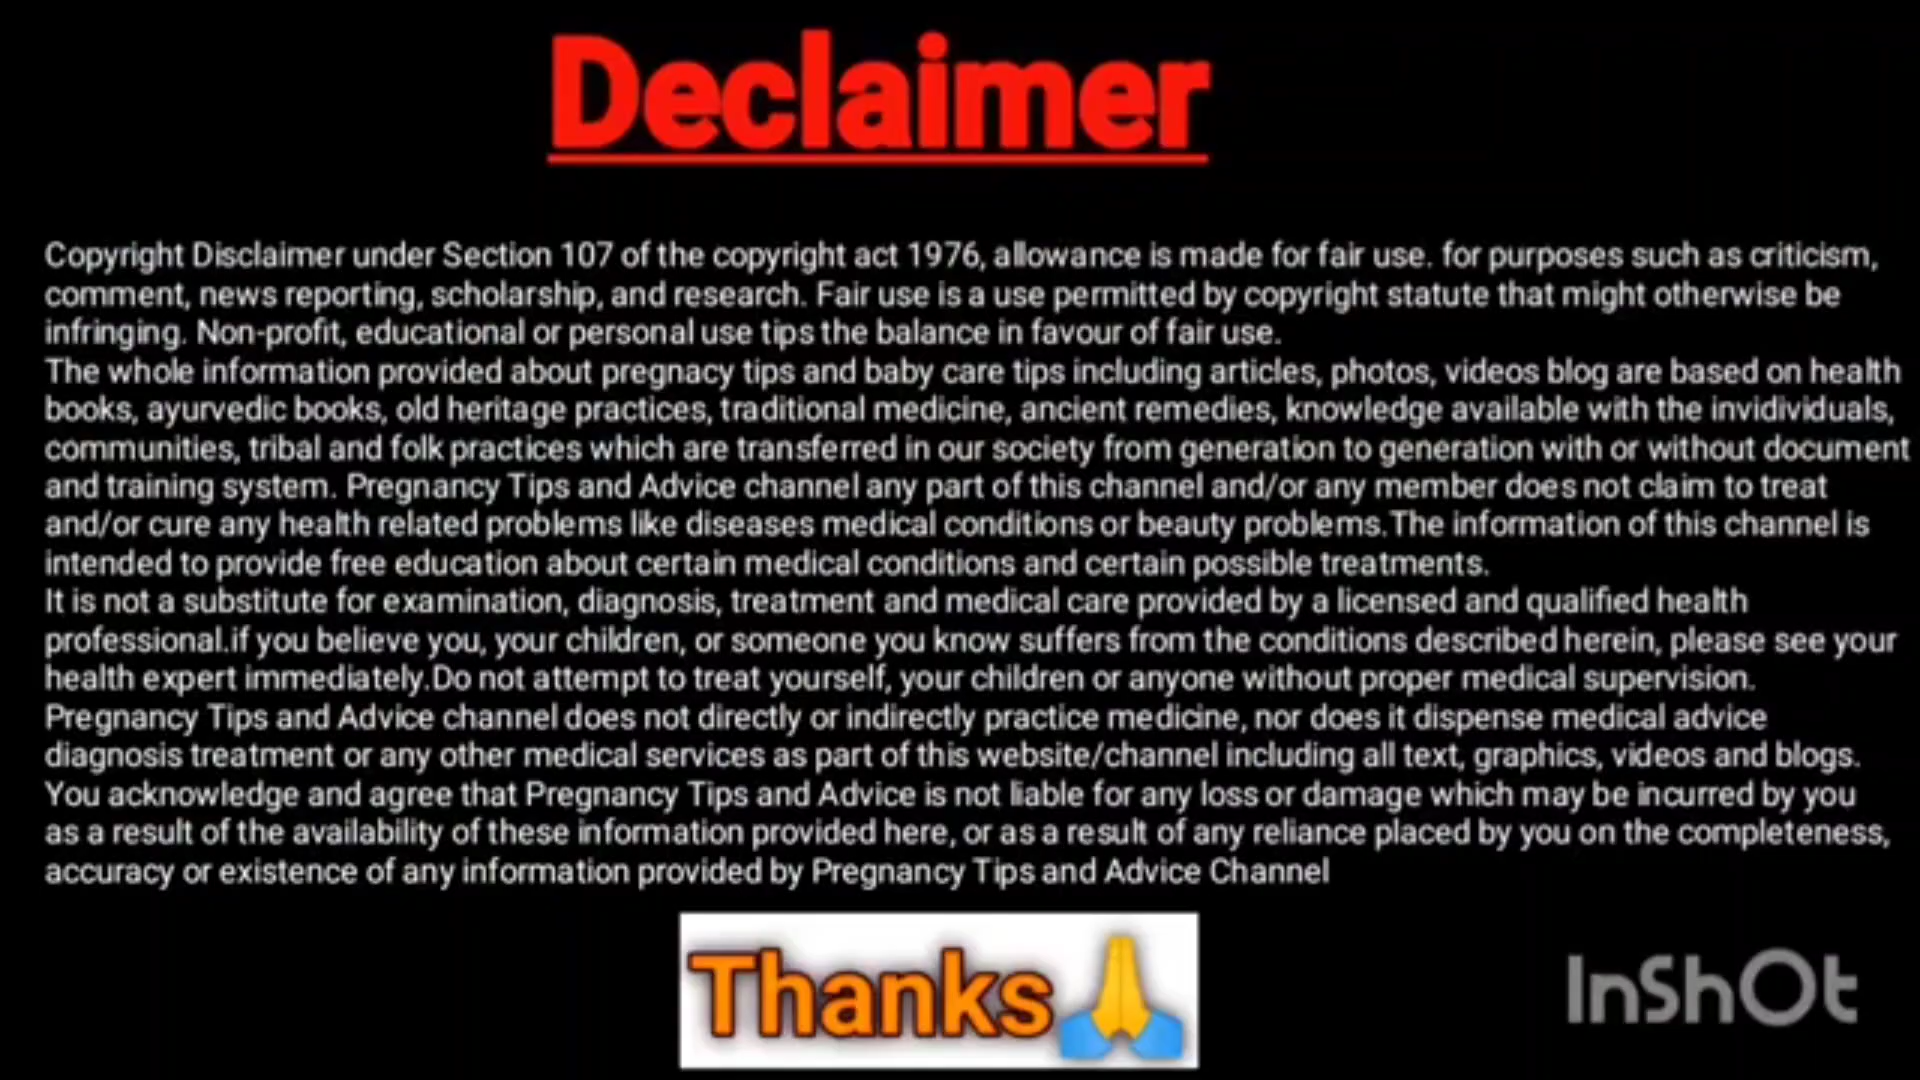 Declaimer
Copyright Disclaimer under Section 107 of the copyright act 1976, allowance is made for fair use. for purposes such as criticism,
comment, news reporting, scholarship, and research. Fair use is a use permitted by copyright statute that might otherwise be
infringing. Non-profit, educational or personal use tips the balance in favour of fair use.
The whole information provided about pregnacy tips and baby care tips including articles, photos, videos blog are based on health
books, ayurvedic books, old heritage practices, traditional medicine, ancient remedies, knowledge available with the invidividuals,
communities, tribal and folk practices which are transferred in our society from generation to generation with or without document
and training system. Pregnancy Tips and Advice channel any part of this channel and/or any member does not claim to treat
and/or cure any health related problems like diseases medical conditions or beauty problems.The information of this channel is
intended to provide free education about certain medical conditions and certain possible treatments.
It is not a substitute for examination, diagnosis, treatment and medical care provided by a licensed and qualified health
professional.if you believe you, your children, or someone you know suffers from the conditions described herein, please see your
health expert immediately.Do not attempt to treat yourself, your children or anyone without proper medical supervision.
Pregnancy Tips and Advice channel does not directly or indirectly practice medicine, nor does it dispense medical advice
diagnosis treatment or any other medical services as part of this website/channel including all text, graphics, videos and blogs.
You acknowledge and agree that Pregnancy Tips and Advice is not liable for any loss or damage which may be incurred by you
as a result of the availability of these information provided here, or as a result of any reliance placed by you on the completeness,
accuracy or existence of any information provided by Pregnancy Tips and Advice Channel
Thanks🙏
InShOt